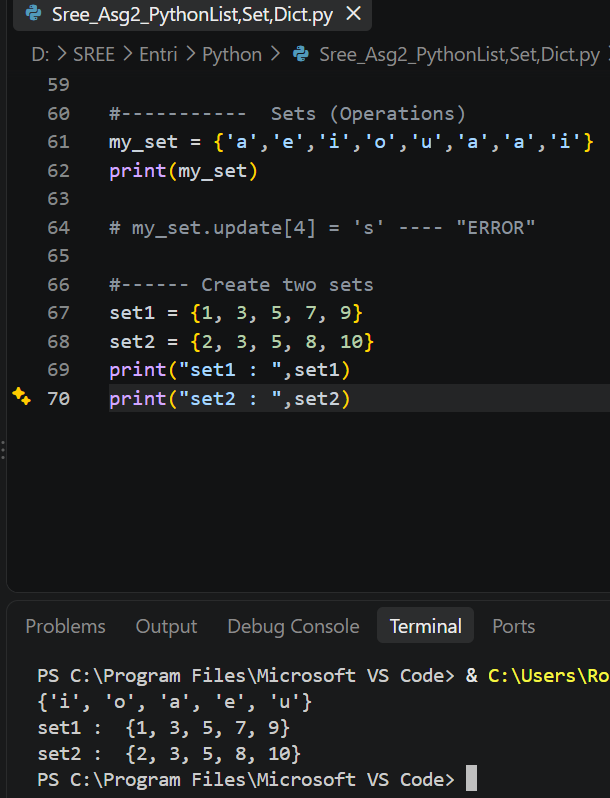 Sree_Asg2_PythonList,Set,Dict.py
D: > SREE > Entri > Python > Sree_Asg2_PythonList,Set,Dict.py
59
60 #----------- Sets (Operations)
61 my_set = {'a','e','i','o','u','a','a','i'}
62 print(my_set)
63
64 # my_set.update[4] = 's' ---- "ERROR"
65
66 #------ Create two sets
67 set1 = {1, 3, 5, 7, 9}
68 set2 = {2, 3, 5, 8, 10}
69 print("set1 : ",set1)
70 print("set2 : ",set2)
Problems Output Debug Console Terminal Ports
PS C:\Program Files\Microsoft VS Code> & C:\Users\Ro
{'i', 'o', 'a', 'e', 'u'}
set1 :  {1, 3, 5, 7, 9}
set2 :  {2, 3, 5, 8, 10}
PS C:\Program Files\Microsoft VS Code>